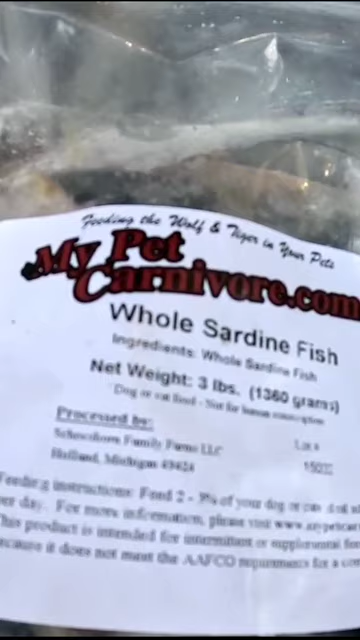 Feeding the Wolf & Tiger in Your Pets
My Pet
Carnivore.com
Whole Sardine Fish
Ingredients: Whole Sardine Fish
Net Weight: 3 lbs. (1360 grams)
Dog or cat food - Not for human consumption
Processed by:
Lot #
Family Farms LLC
Holland, Michigan 49424
Feeding instructions: Feed 2 - 3% of your dog or cat
per day. For more information, please visit www.mypetcar
This product is intended for intermittent or supplemental fee
because it does not meet the AAFCO requirements for a com